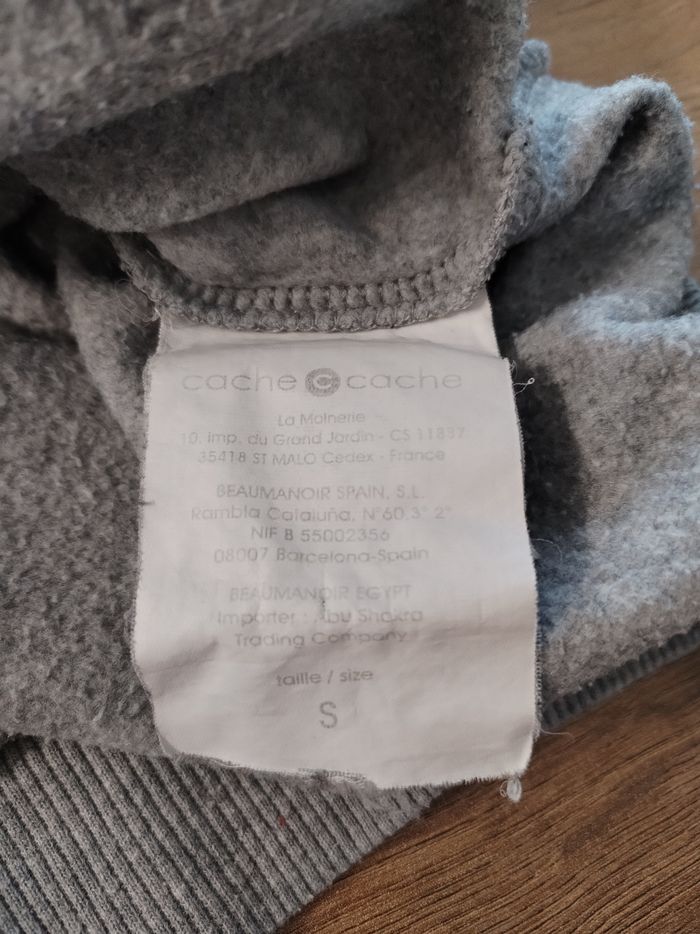 cache cache
La Moinerie
10, imp. du Grand Jardin - CS 11837
35418 ST MALO Cedex - France
BEAUMANOIR SPAIN, S.L.
Rambla Cataluña, N°60,3° 2°
NIF B 55002356
08007 Barcelona-Spain
BEAUMANOIR EGYPT
Importer : Abu Shakra
Trading Company
taille / size
S